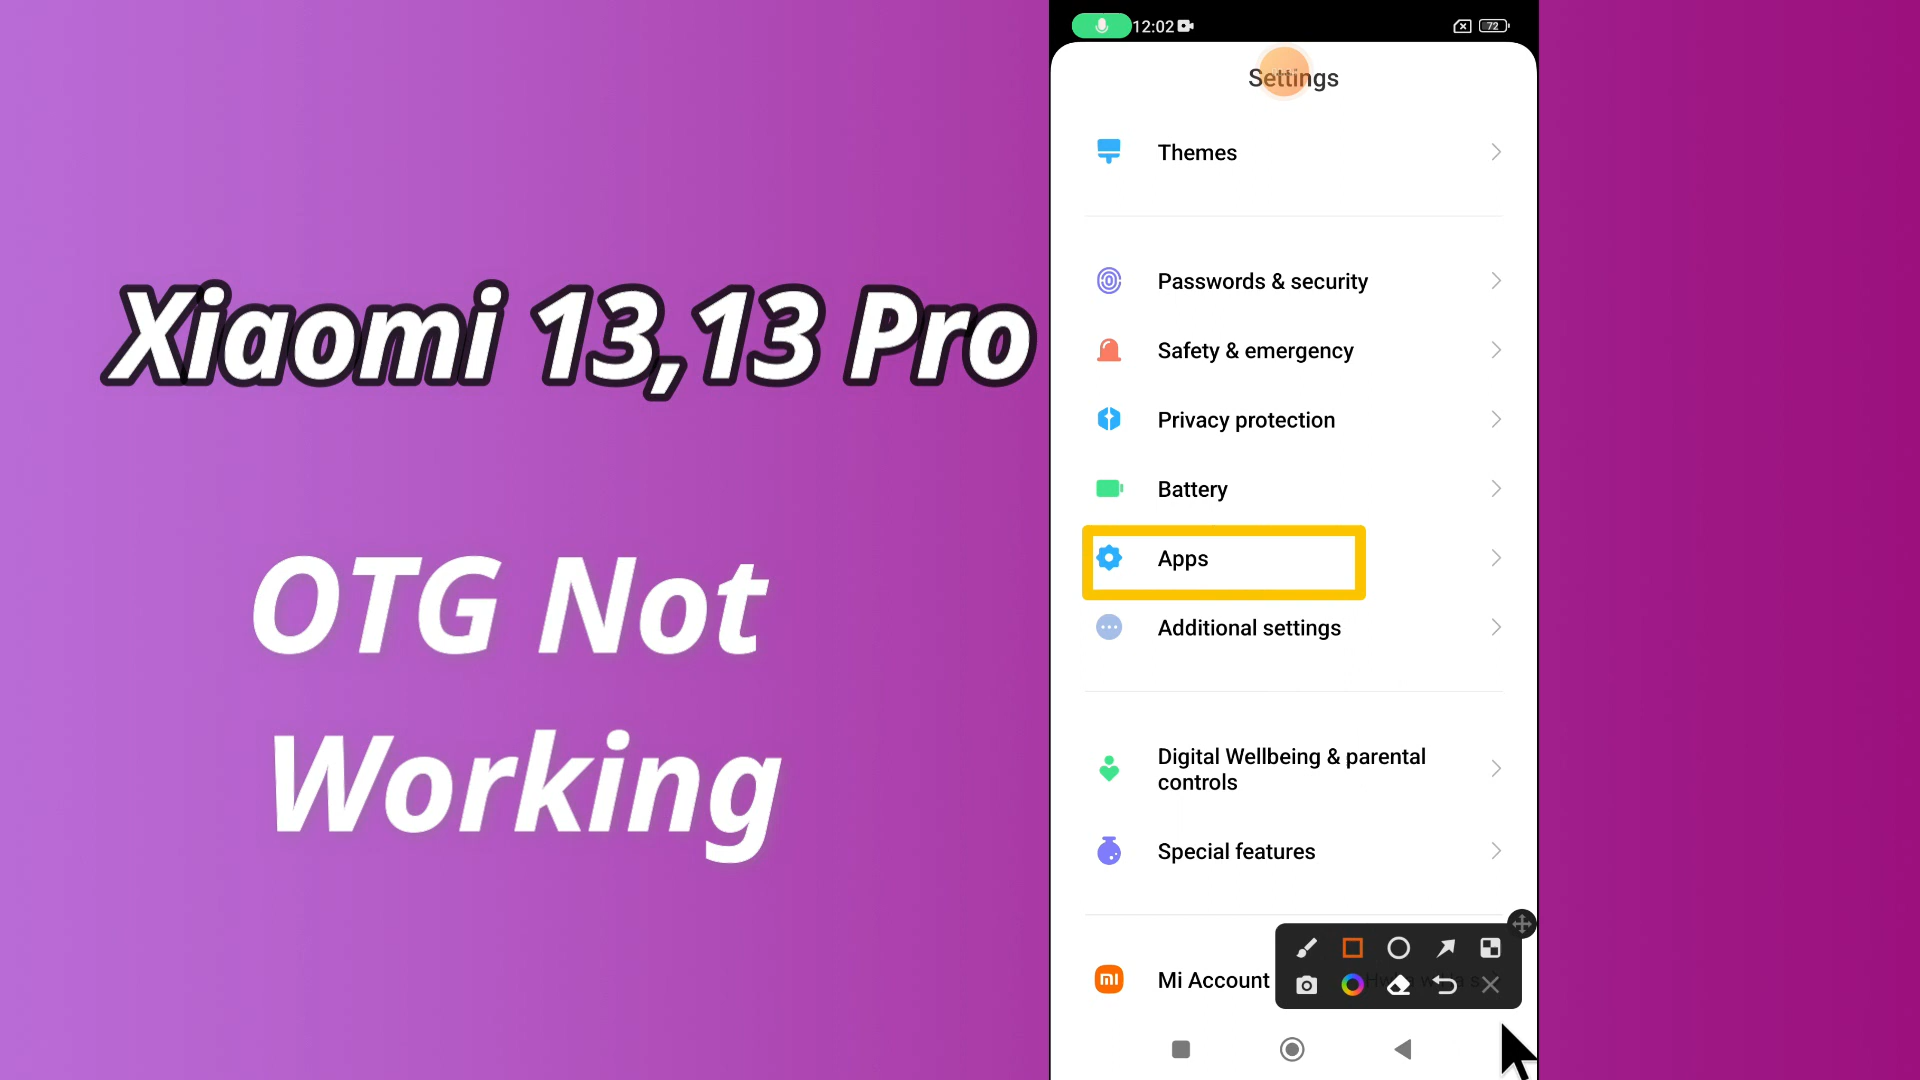 Xiaomi 13,13 Pro
OTG Not
Working
12:02
72
Settings
Themes
Passwords & security
Safety & emergency
Privacy protection
Battery
Apps
Additional settings
Digital Wellbeing & parental
controls
Special features
mi
Mi Account